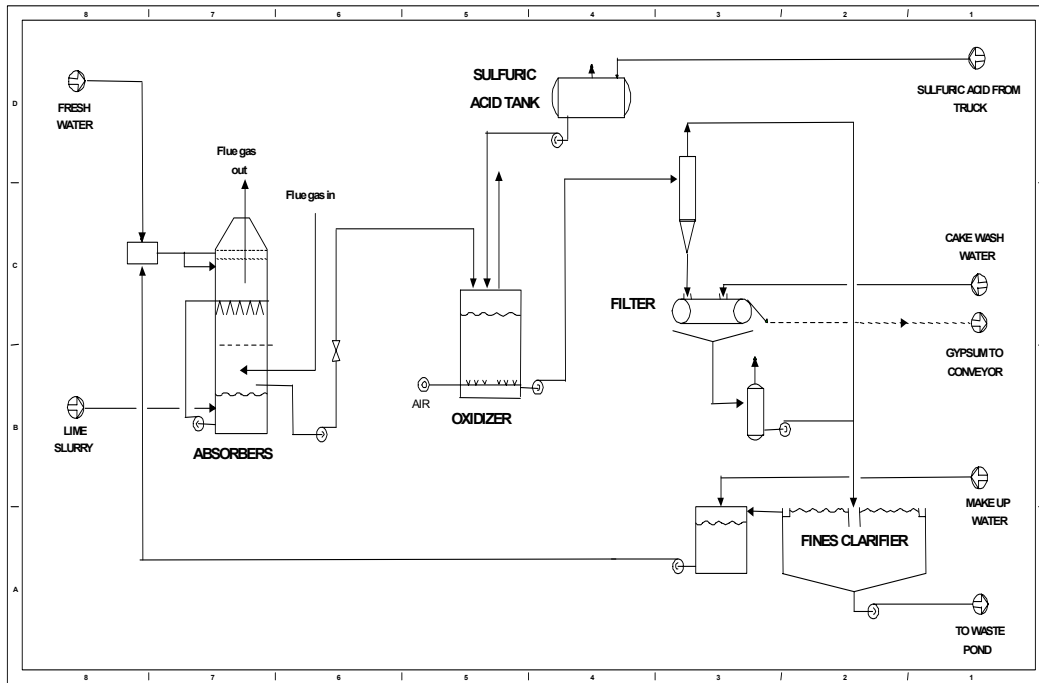 8 7 6 5 4 3 2 1
D
C
B
A
FRESH
WATER
Flue gas
out
Flue gas in
SULFURIC
ACID TANK
SULFURIC ACID FROM
TRUCK
CAKE WASH
WATER
FILTER
GYPSUM TO
CONVEYOR
AIR
OXIDIZER
LIME
SLURRY
ABSORBERS
MAKE UP
WATER
FINES CLARIFIER
TO WASTE
POND
8 7 6 5 4 3 2 1